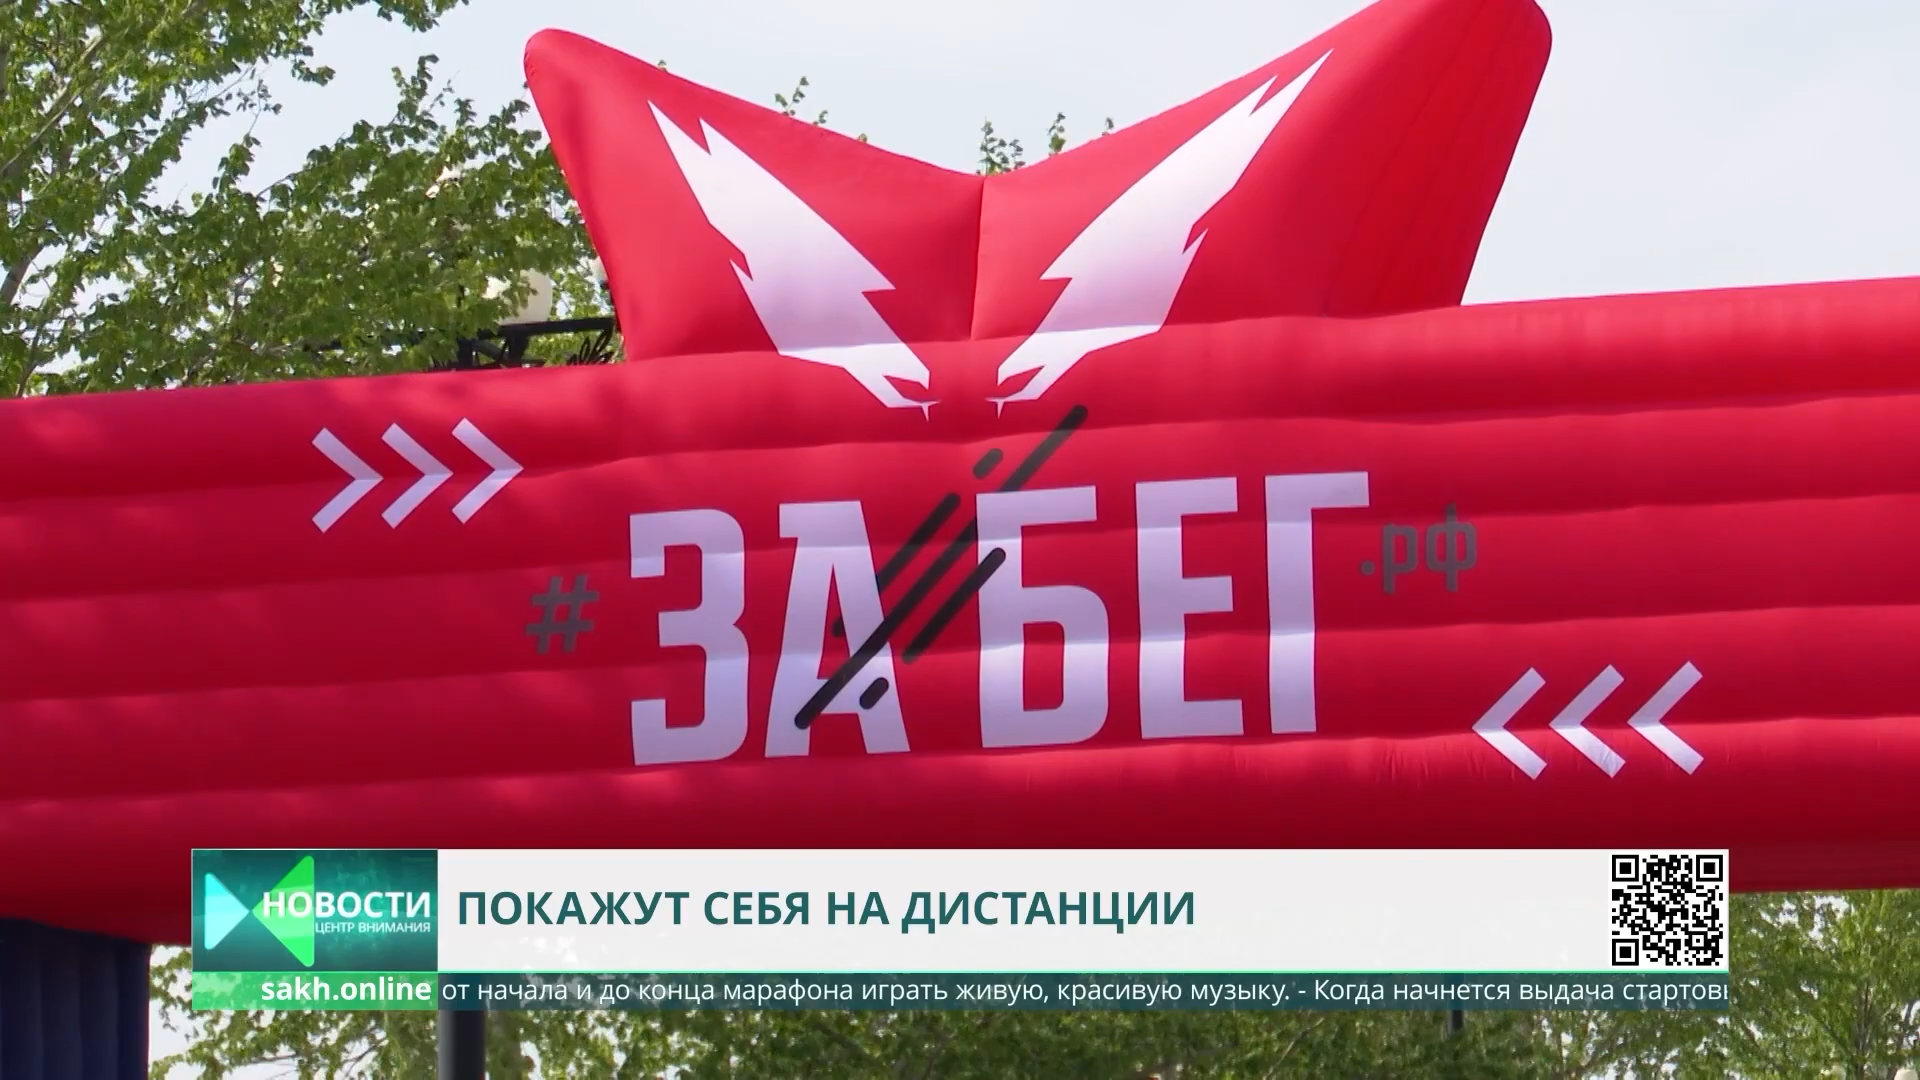 #ЗАБЕГ.рф
НОВОСТИ
ЦЕНТР ВНИМАНИЯ
ПОКАЖУТ СЕБЯ НА ДИСТАНЦИИ
sakh.online
от начала и до конца марафона играть живую, красивую музыку. - Когда начнется выдача